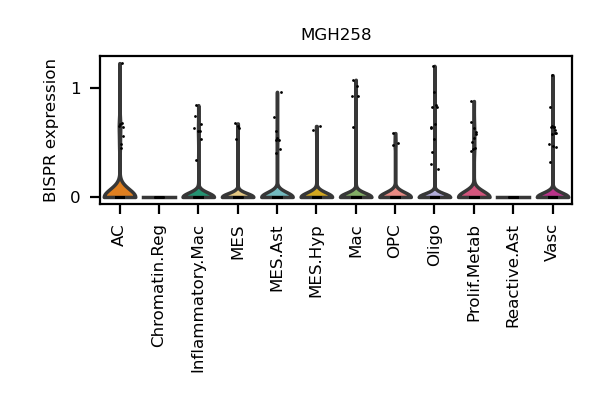 MGH258
BISPR expression
1
0
AC
Chromatin.Reg
Inflammatory.Mac
MES
MES.Ast
MES.Hyp
Mac
OPC
Oligo
Prolif.Metab
Reactive.Ast
Vasc